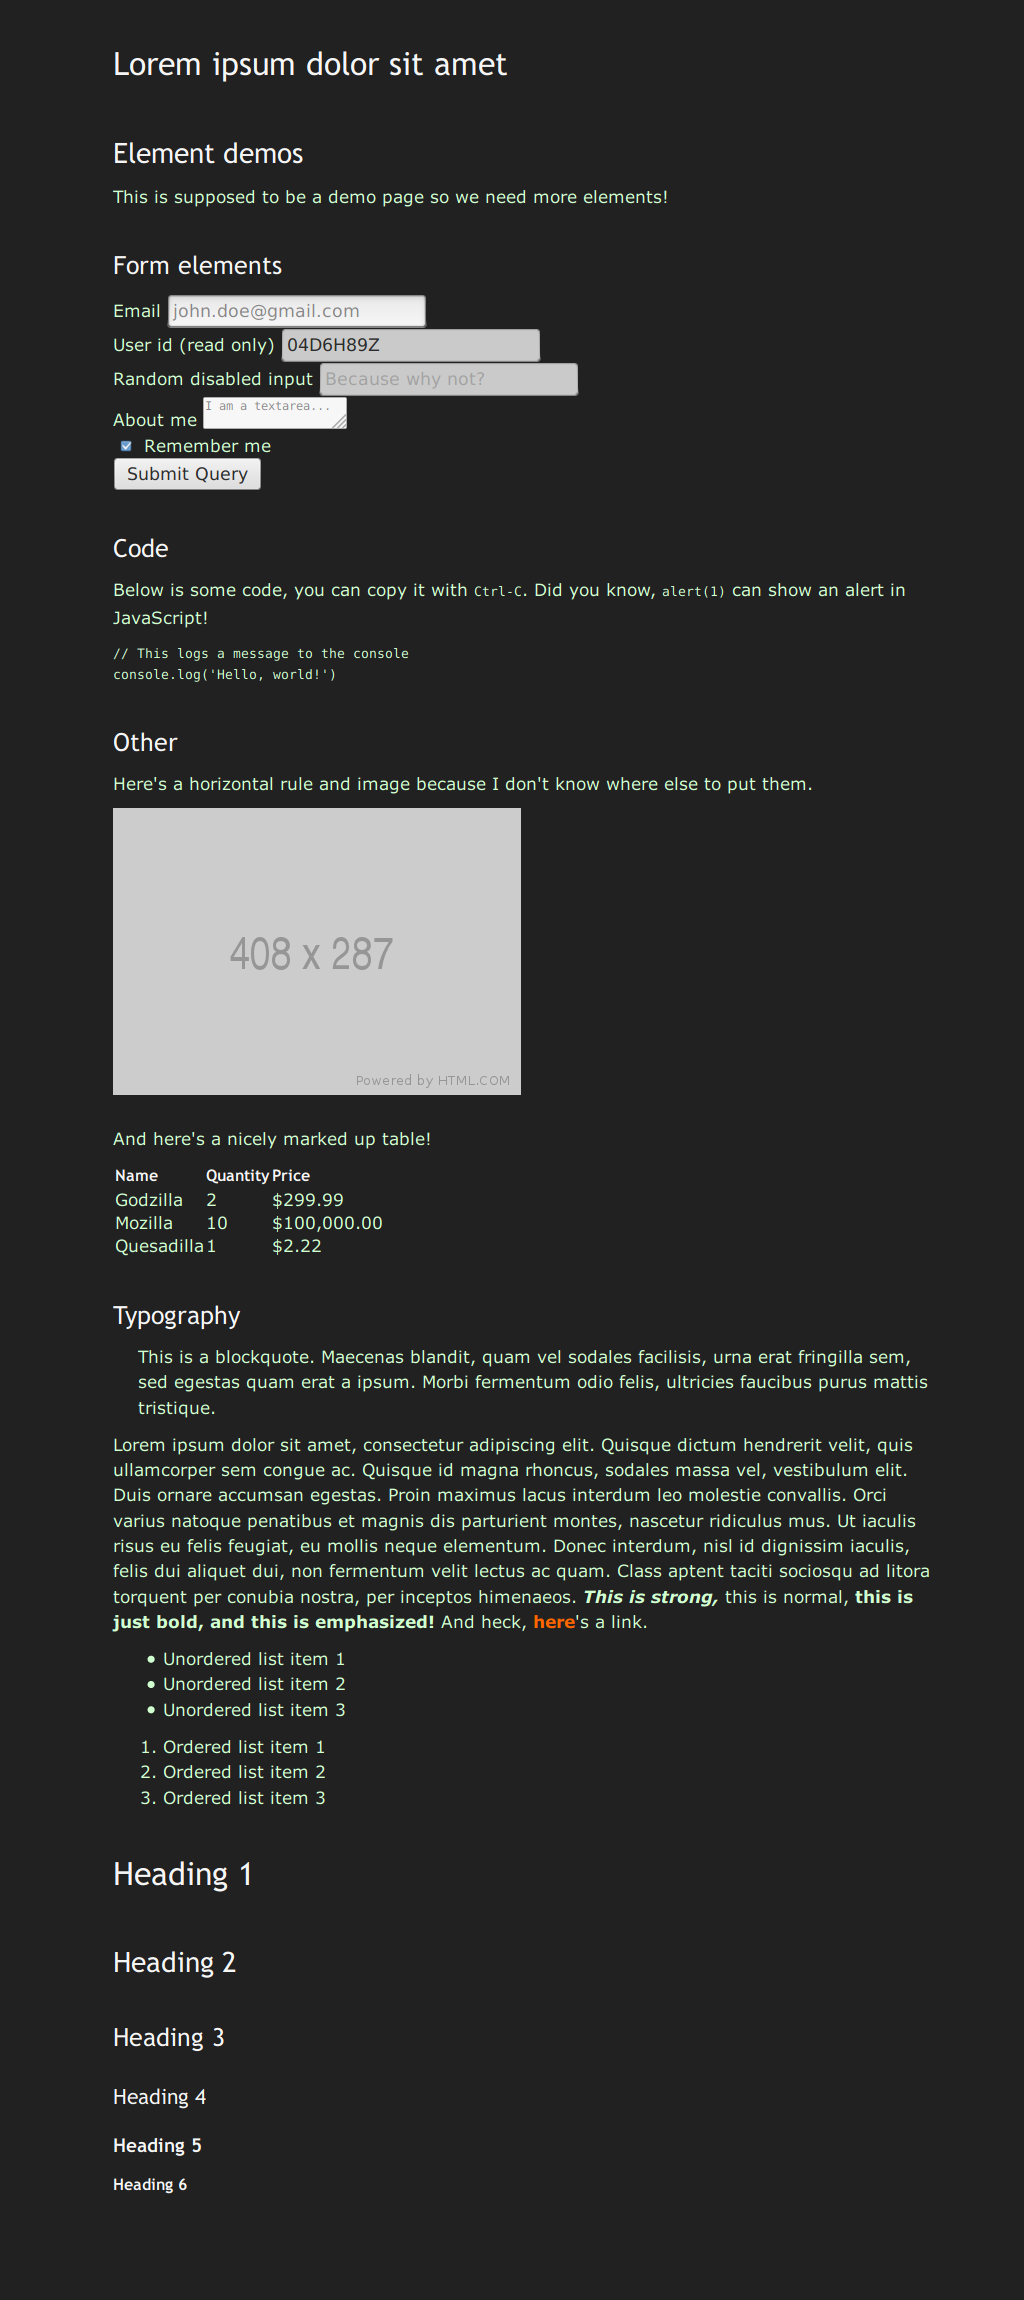 Lorem ipsum dolor sit amet
Element demos
This is supposed to be a demo page so we need more elements!
Form elements
Email john.doe@gmail.com
User id (read only) 04D6H89Z
Random disabled input Because why not?
About me I am a textarea...
Remember me
Submit Query
Code
Below is some code, you can copy it with Ctrl-C. Did you know, alert(1) can show an alert in
JavaScript!
// This logs a message to the console
console.log('Hello, world!')
Other
Here's a horizontal rule and image because I don't know where else to put them.
408 x 287
Powered by HTML.COM
And here's a nicely marked up table!
Name Quantity Price
Godzilla 2 $299.99
Mozilla 10 $100,000.00
Quesadilla 1 $2.22
Typography
This is a blockquote. Maecenas blandit, quam vel sodales facilisis, urna erat fringilla sem,
sed egestas quam erat a ipsum. Morbi fermentum odio felis, ultricies faucibus purus mattis
tristique.
Lorem ipsum dolor sit amet, consectetur adipiscing elit. Quisque dictum hendrerit velit, quis
ullamcorper sem congue ac. Quisque id magna rhoncus, sodales massa vel, vestibulum elit.
Duis ornare accumsan egestas. Proin maximus lacus interdum leo molestie convallis. Orci
varius natoque penatibus et magnis dis parturient montes, nascetur ridiculus mus. Ut iaculis
risus eu felis feugiat, eu mollis neque elementum. Donec interdum, nisl id dignissim iaculis,
felis dui aliquet dui, non fermentum velit lectus ac quam. Class aptent taciti sociosqu ad litora
torquent per conubia nostra, per inceptos himenaeos. This is strong, this is normal, this is
just bold, and this is emphasized! And heck, here's a link.
• Unordered list item 1
• Unordered list item 2
• Unordered list item 3
1. Ordered list item 1
2. Ordered list item 2
3. Ordered list item 3
Heading 1
Heading 2
Heading 3
Heading 4
Heading 5
Heading 6